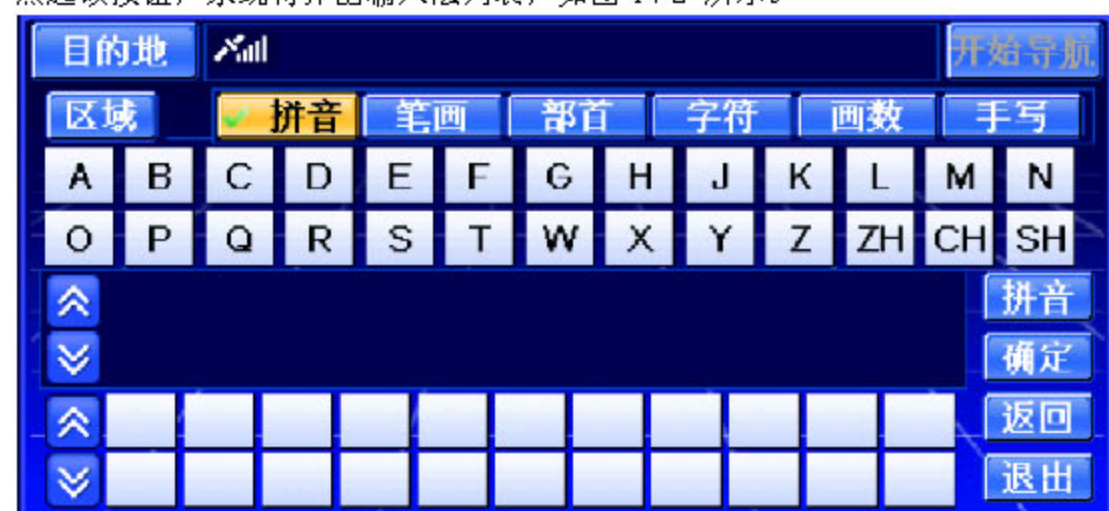 目的地 开始导航
区域 拼音 笔画 部首 字符 画数 手写
A B C D E F G H J K L M N
O P Q R S T W X Y Z ZH CH SH
拼音
确定
返回
退出